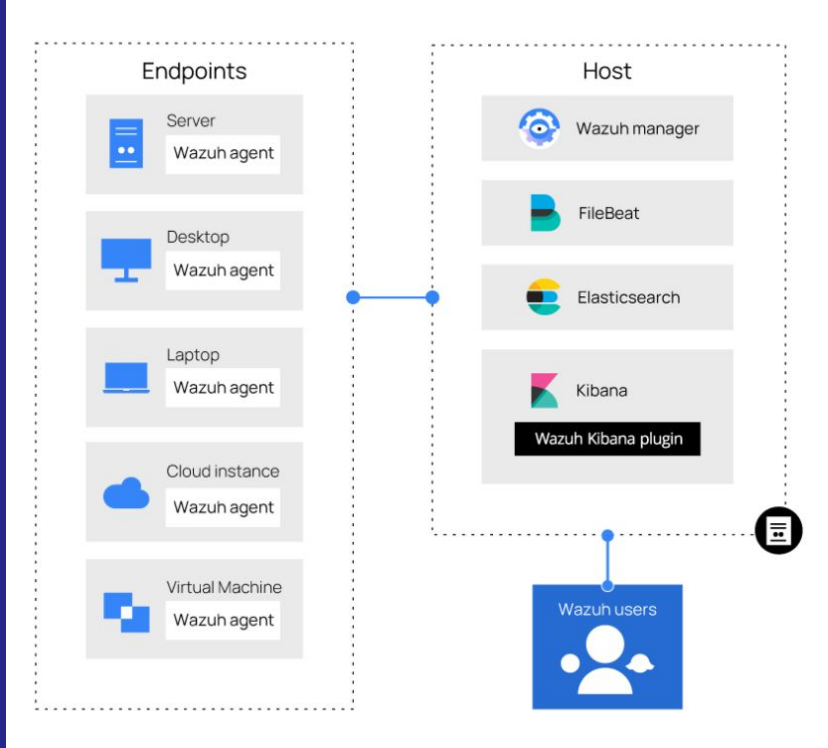 Endpoints
Server
Wazuh agent
Desktop
Wazuh agent
Laptop
Wazuh agent
Cloud instance
Wazuh agent
Virtual Machine
Wazuh agent
Host
Wazuh manager
FileBeat
Elasticsearch
Kibana
Wazuh Kibana plugin
Wazuh users